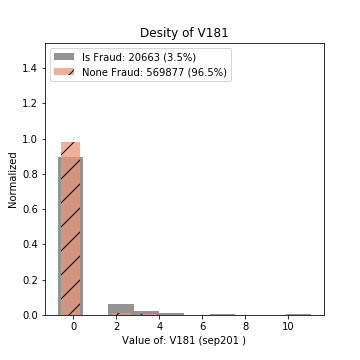 Desity of V181
Is Fraud: 20663 (3.5%)
None Fraud: 569877 (96.5%)
Normalized
1.4
1.2
1.0
0.8
0.6
0.4
0.2
0.0
0 2 4 6 8 10
Value of: V181 (sep201 )